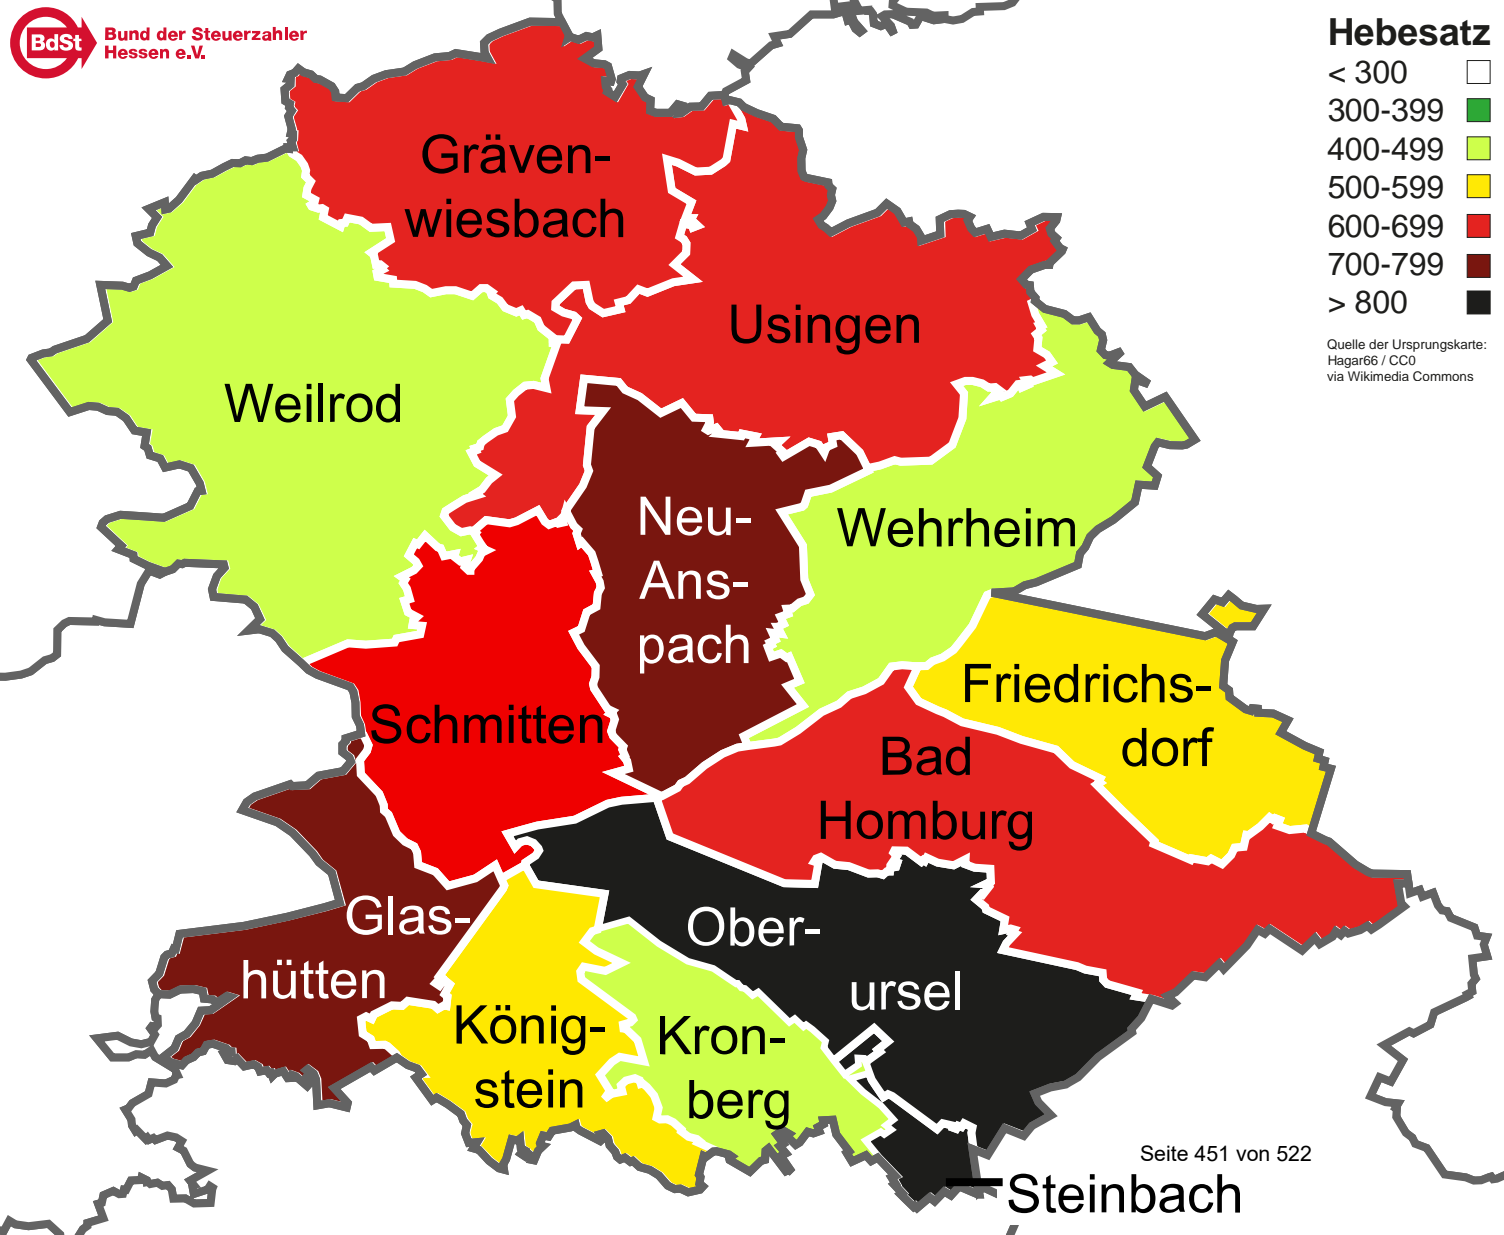 BdSt
Bund der Steuerzahler
Hessen e.V.
Hebesatz
< 300
300-399
400-499
500-599
600-699
700-799
> 800
Quelle der Ursprungskarte:
Hagar66 / CC0
via Wikimedia Commons
Gräven-
wiesbach
Usingen
Weilrod
Neu-
Ans-
pach
Wehrheim
Friedrichs-
dorf
Schmitten
Bad
Homburg
Glas-
hütten
Ober-
ursel
König-
stein
Kron-
berg
Seite 451 von 522
Steinbach